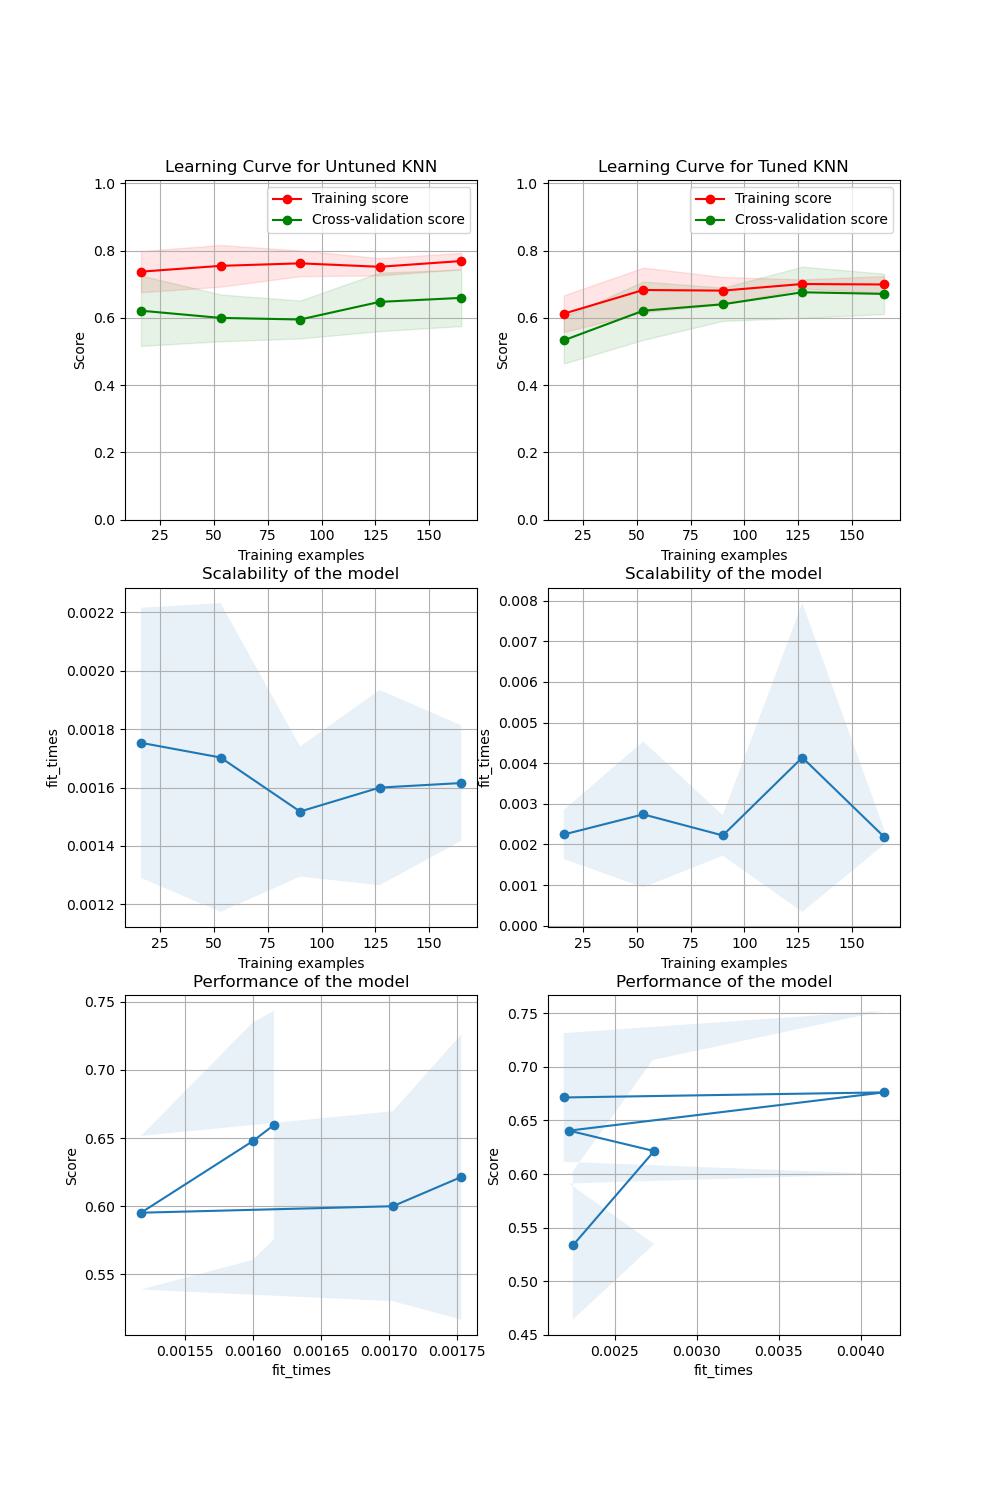 Learning Curve for Untuned KNN
1.0
0.8
0.6
0.4
0.2
0.0
Score
Training score
Cross-validation score
25 50 75 100 125 150
Training examples
Learning Curve for Tuned KNN
1.0
0.8
0.6
0.4
0.2
0.0
Score
Training score
Cross-validation score
25 50 75 100 125 150
Training examples
Scalability of the model
0.0022
0.0020
0.0018
0.0016
0.0014
0.0012
fit_times
25 50 75 100 125 150
Training examples
Scalability of the model
0.008
0.007
0.006
0.005
0.004
0.003
0.002
0.001
0.000
fit_times
25 50 75 100 125 150
Training examples
Performance of the model
0.75
0.70
0.65
0.60
0.55
Score
0.00155 0.00160 0.00165 0.00170 0.00175
fit_times
Performance of the model
0.75
0.70
0.65
0.60
0.55
0.50
0.45
Score
0.0025 0.0030 0.0035 0.0040
fit_times